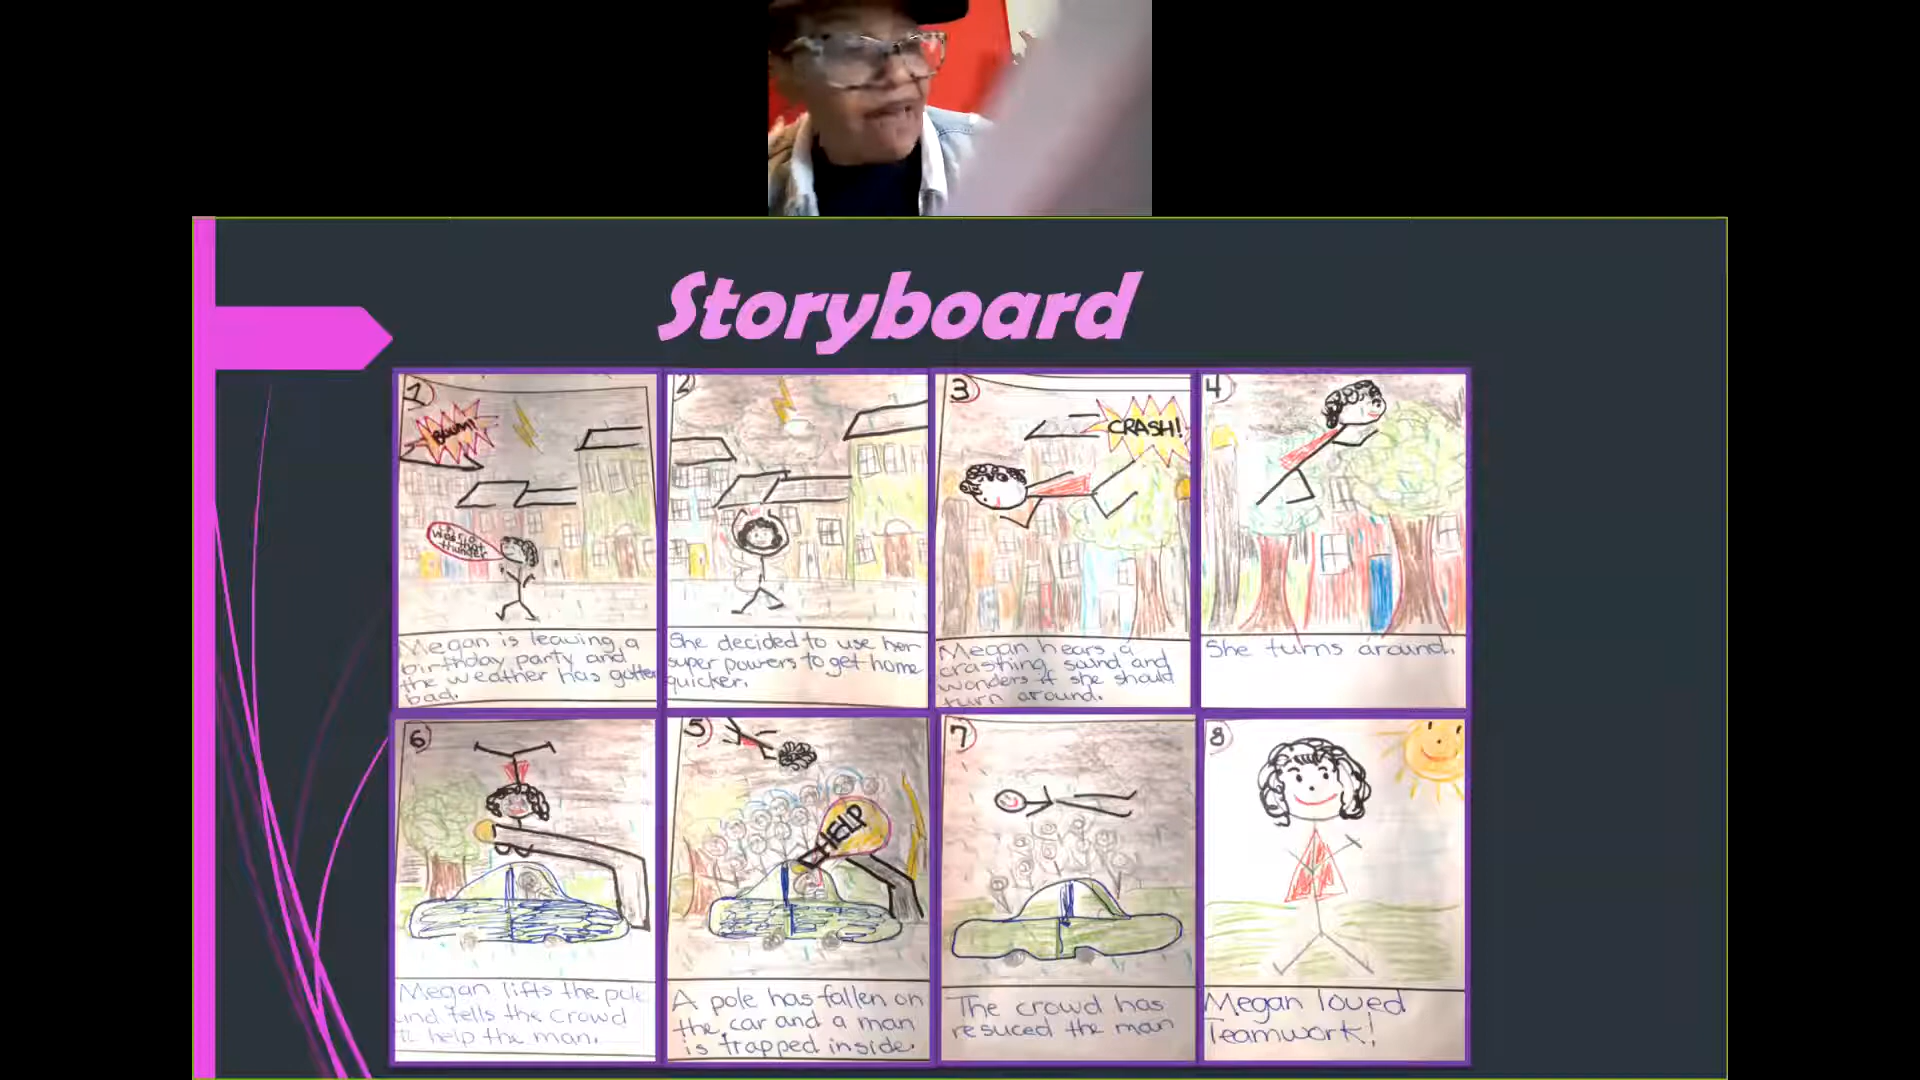 Storyboard
1
BOUM!
Was that
thunder
Megan is leaving a
birthday party and
the weather has gotten
bad.
2
She decided to use her
super powers to get home
quicker.
3
CRASH!
Megan hears a
crashing sound and
wonders if she should
turn around.
4
She turns around.
6
Megan lifts the pole
and tells the crowd
to help the man.
5
HELP
A pole has fallen on
the car and a man
is trapped inside.
7
The crowd has
resuced the man
8
Megan loved
Teamwork!